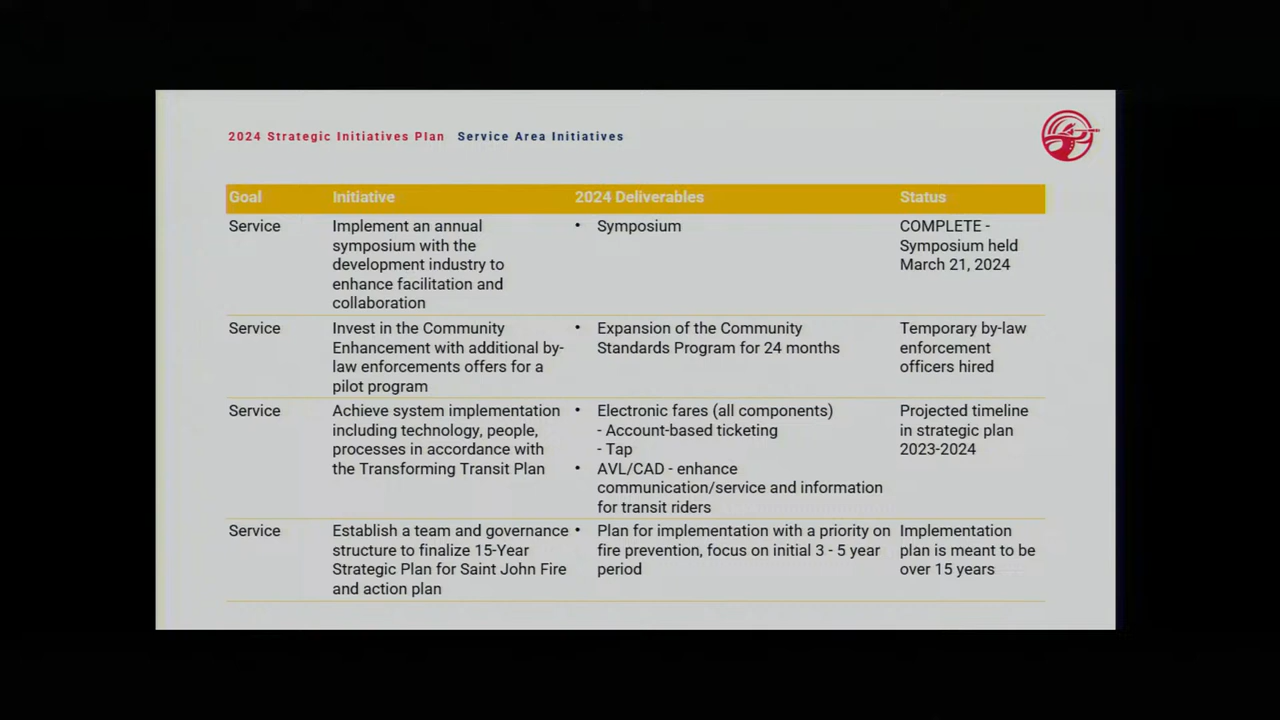 2024 Strategic Initiatives Plan Service Area Initiatives
Goal Initiative 2024 Deliverables Status
Service
Implement an annual
symposium with the
development industry to
enhance facilitation and
collaboration
• Symposium
COMPLETE -
Symposium held
March 21, 2024
Service
Invest in the Community
Enhancement with additional by-
law enforcements offers for a
pilot program
• Expansion of the Community
Standards Program for 24 months
Temporary by-law
enforcement
officers hired
Service
Achieve system implementation
including technology, people,
processes in accordance with
the Transforming Transit Plan
• Electronic fares (all components)
- Account-based ticketing
- Tap
• AVL/CAD - enhance
communication/service and information
for transit riders
Projected timeline
in strategic plan
2023-2024
Service
Establish a team and governance
structure to finalize 15-Year
Strategic Plan for Saint John Fire
and action plan
• Plan for implementation with a priority on
fire prevention, focus on initial 3 - 5 year
period
Implementation
plan is meant to be
over 15 years